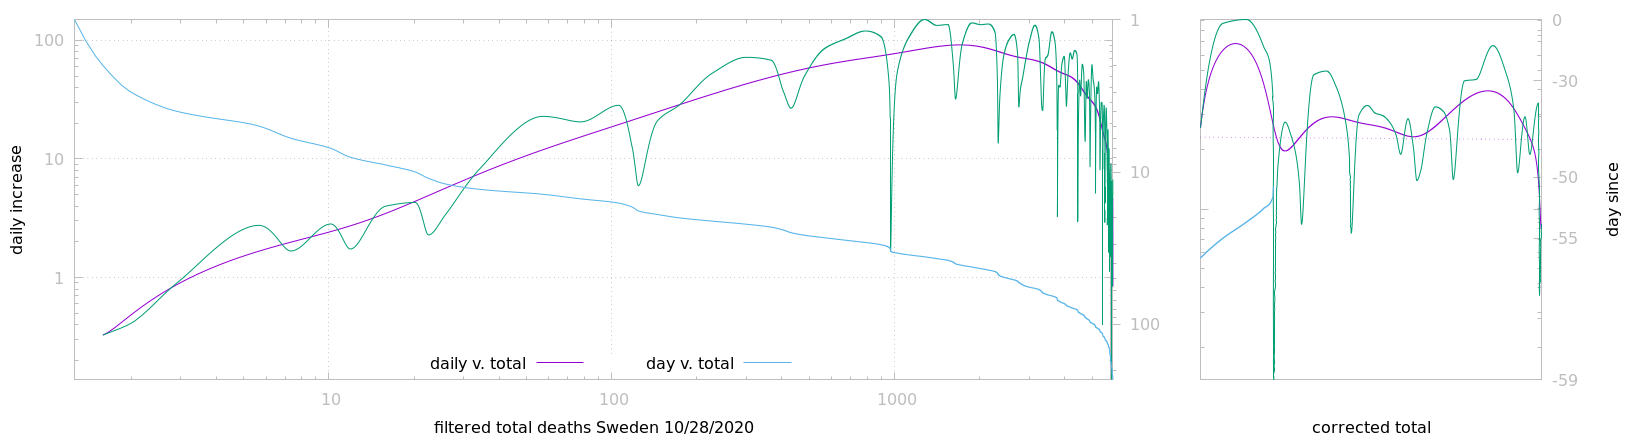 100
10
1
daily increase
10
100
1000
filtered total deaths Sweden 10/28/2020
daily v. total
day v. total
1
10
100
0
-30
-50
-55
-59
day since
corrected total